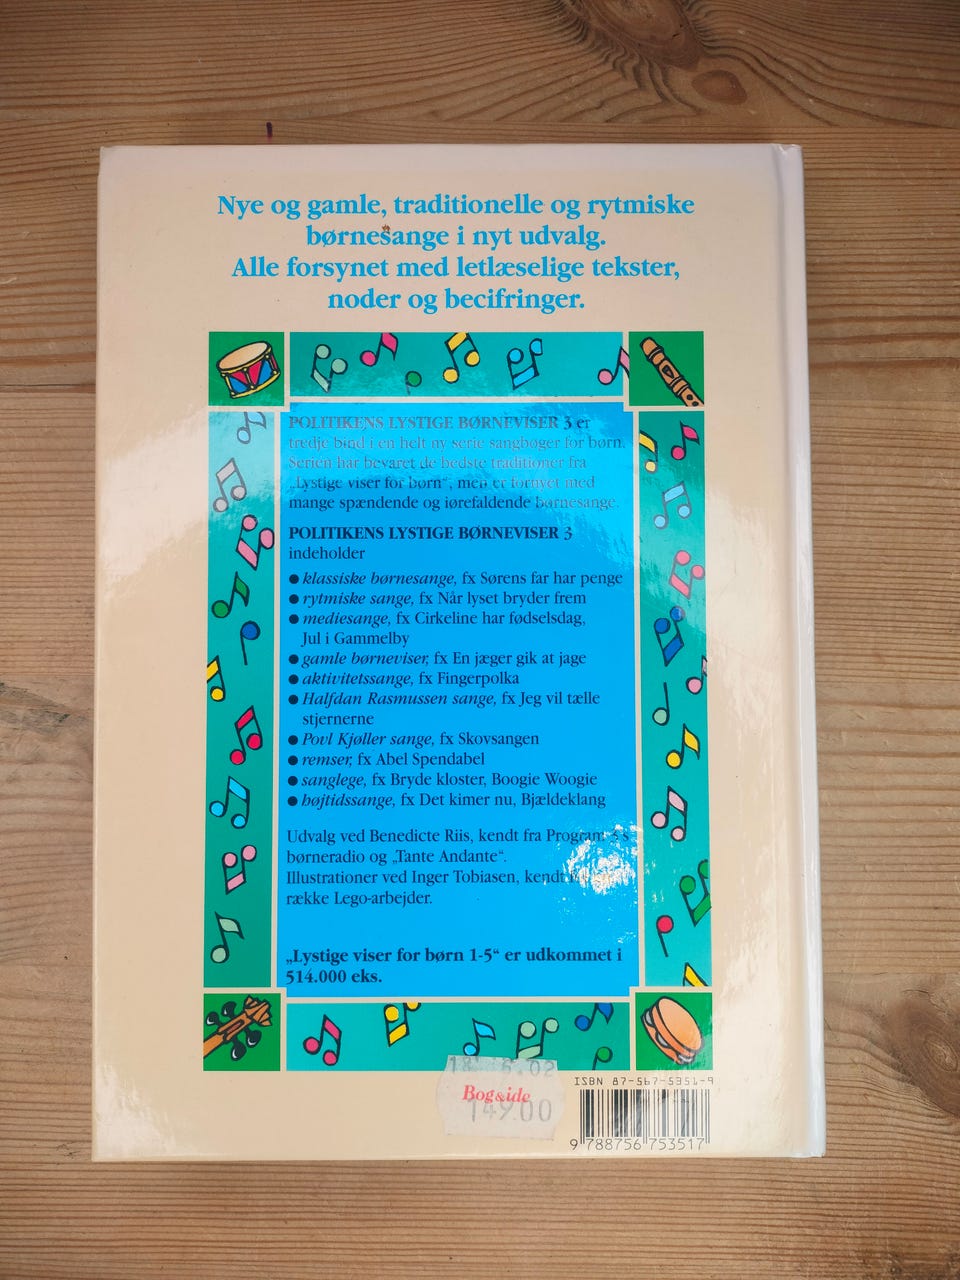 Nye og gamle, traditionelle og rytmiske
børnesange i nyt udvalg.
Alle forsynet med letlæselige tekster,
noder og becifringer.
POLITIKENS LYSTIGE BØRNEVISER 3 er
tredje bind i en helt ny serie sangbøger for børn.
Serien har bevaret de bedste traditioner fra
„Lystige viser for børn“, men er fornyet med
mange spændende og iørefaldende børnesange.
POLITIKENS LYSTIGE BØRNEVISER 3
indeholder
● klassiske børnesange, fx Sørens far har penge
● rytmiske sange, fx Når lyset bryder frem
● mediesange, fx Cirkeline har fødselsdag,
Jul i Gammelby
● gamle børneviser, fx En jæger gik at jage
● aktivitetssange, fx Fingerpolka
● Halfdan Rasmussen sange, fx Jeg vil tælle
stjernerne
● Povl Kjøller sange, fx Skovsangen
● remser, fx Abel Spendabel
● sanglege, fx Bryde kloster, Boogie Woogie
● højtidssange, fx Det kimer nu, Bjældeklang
Udvalg ved Benedicte Riis, kendt fra Program 3's
børneradio og „Tante Andante“.
Illustrationer ved Inger Tobiasen, kendt
række Lego-arbejder.
„Lystige viser for børn 1-5“ er udkommet i
514.000 eks.
6.02
Bog&ide
149.00
ISBN 87-567-5351-9
9 788756 753517